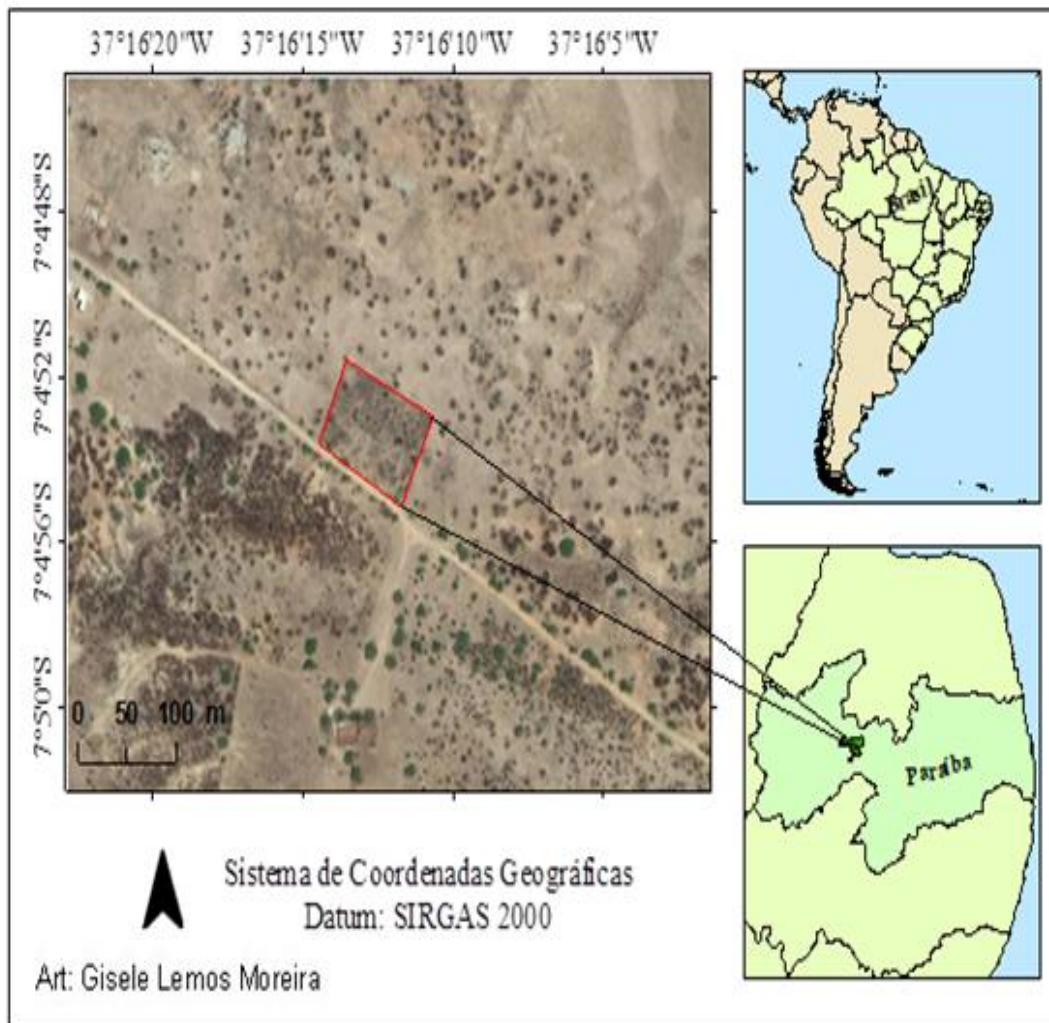 37°16'20"W 37°16'15"W 37°16'10"W 37°16'5"W
7°4'48"S
7°4'52"S
7°4'56"S
7°5'0"S
0 50 100 m
Brasil
Paraíba
Sistema de Coordenadas Geográficas
Datum: SIRGAS 2000
Art: Gisele Lemos Moreira